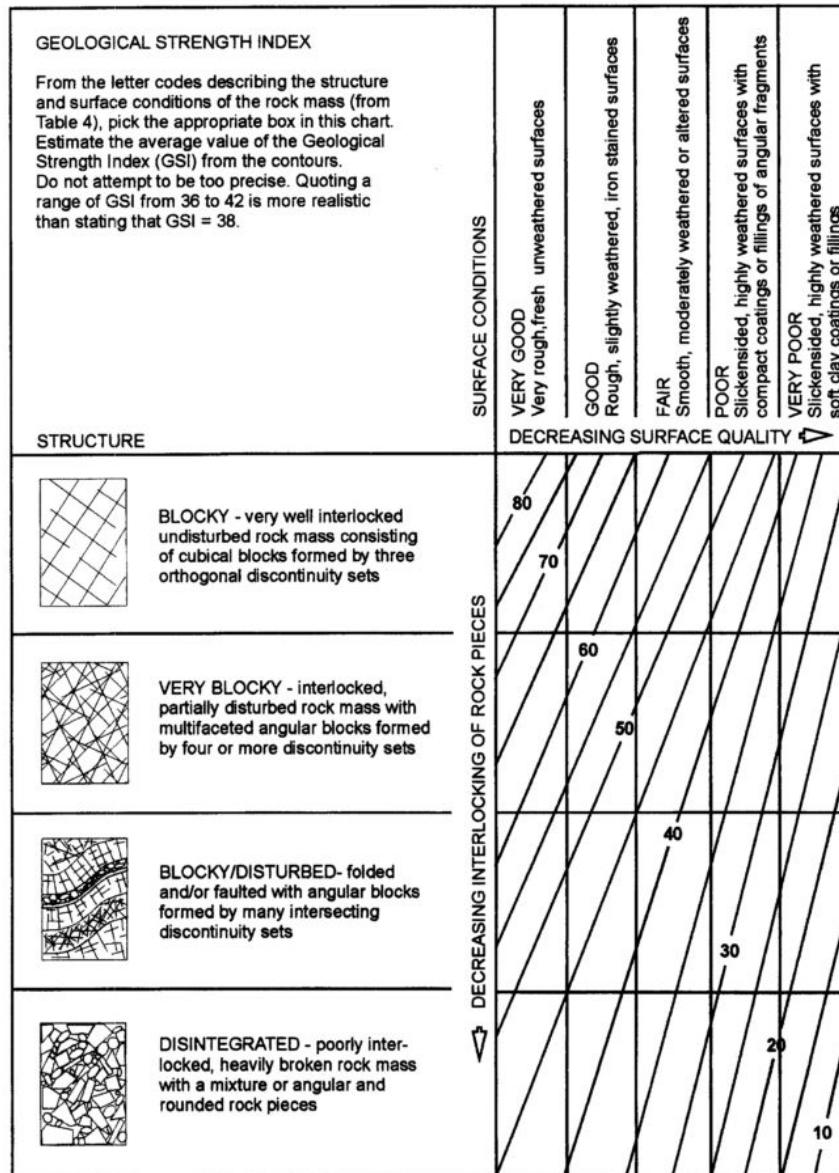 GEOLOGICAL STRENGTH INDEX
From the letter codes describing the structure
and surface conditions of the rock mass (from
Table 4), pick the appropriate box in this chart.
Estimate the average value of the Geological
Strength Index (GSI) from the contours.
Do not attempt to be too precise. Quoting a
range of GSI from 36 to 42 is more realistic
than stating that GSI = 38.
SURFACE CONDITIONS
VERY GOOD
Very rough,fresh unweathered surfaces
GOOD
Rough, slightly weathered, iron stained surfaces
FAIR
Smooth, moderately weathered or altered surfaces
POOR
Slickensided, highly weathered surfaces with
compact coatings or fillings of angular fragments
VERY POOR
Slickensided, highly weathered surfaces with
soft clay coatings or fillings
STRUCTURE
DECREASING SURFACE QUALITY
BLOCKY - very well interlocked
undisturbed rock mass consisting
of cubical blocks formed by three
orthogonal discontinuity sets
VERY BLOCKY - interlocked,
partially disturbed rock mass with
multifaceted angular blocks formed
by four or more discontinuity sets
BLOCKY/DISTURBED- folded
and/or faulted with angular blocks
formed by many intersecting
discontinuity sets
DISINTEGRATED - poorly inter-
locked, heavily broken rock mass
with a mixture or angular and
rounded rock pieces
DECREASING INTERLOCKING OF ROCK PIECES
80
70
60
50
40
30
20
10